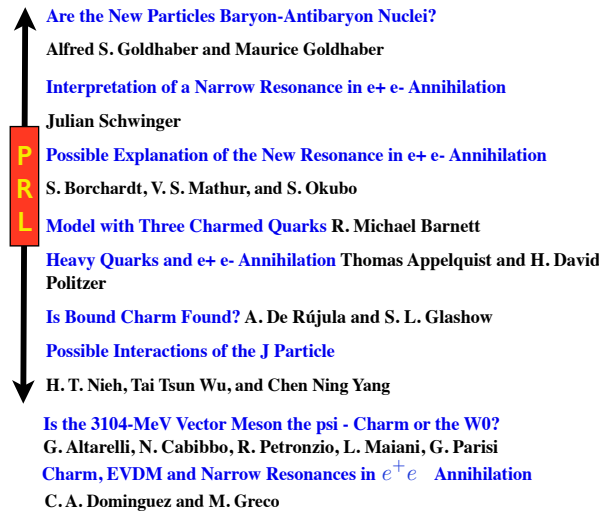 Are the New Particles Baryon-Antibaryon Nuclei?
Alfred S. Goldhaber and Maurice Goldhaber
Interpretation of a Narrow Resonance in e+ e- Annihilation
Julian Schwinger
PRL
Possible Explanation of the New Resonance in e+ e- Annihilation
S. Borchardt, V. S. Mathur, and S. Okubo
Model with Three Charmed Quarks R. Michael Barnett
Heavy Quarks and e+ e- Annihilation Thomas Appelquist and H. David
Politzer
Is Bound Charm Found? A. De Rújula and S. L. Glashow
Possible Interactions of the J Particle
H. T. Nieh, Tai Tsun Wu, and Chen Ning Yang
Is the 3104-MeV Vector Meson the psi - Charm or the W0?
G. Altarelli, N. Cabibbo, R. Petronzio, L. Maiani, G. Parisi
Charm, EVDM and Narrow Resonances in e⁺e Annihilation
C. A. Dominguez and M. Greco